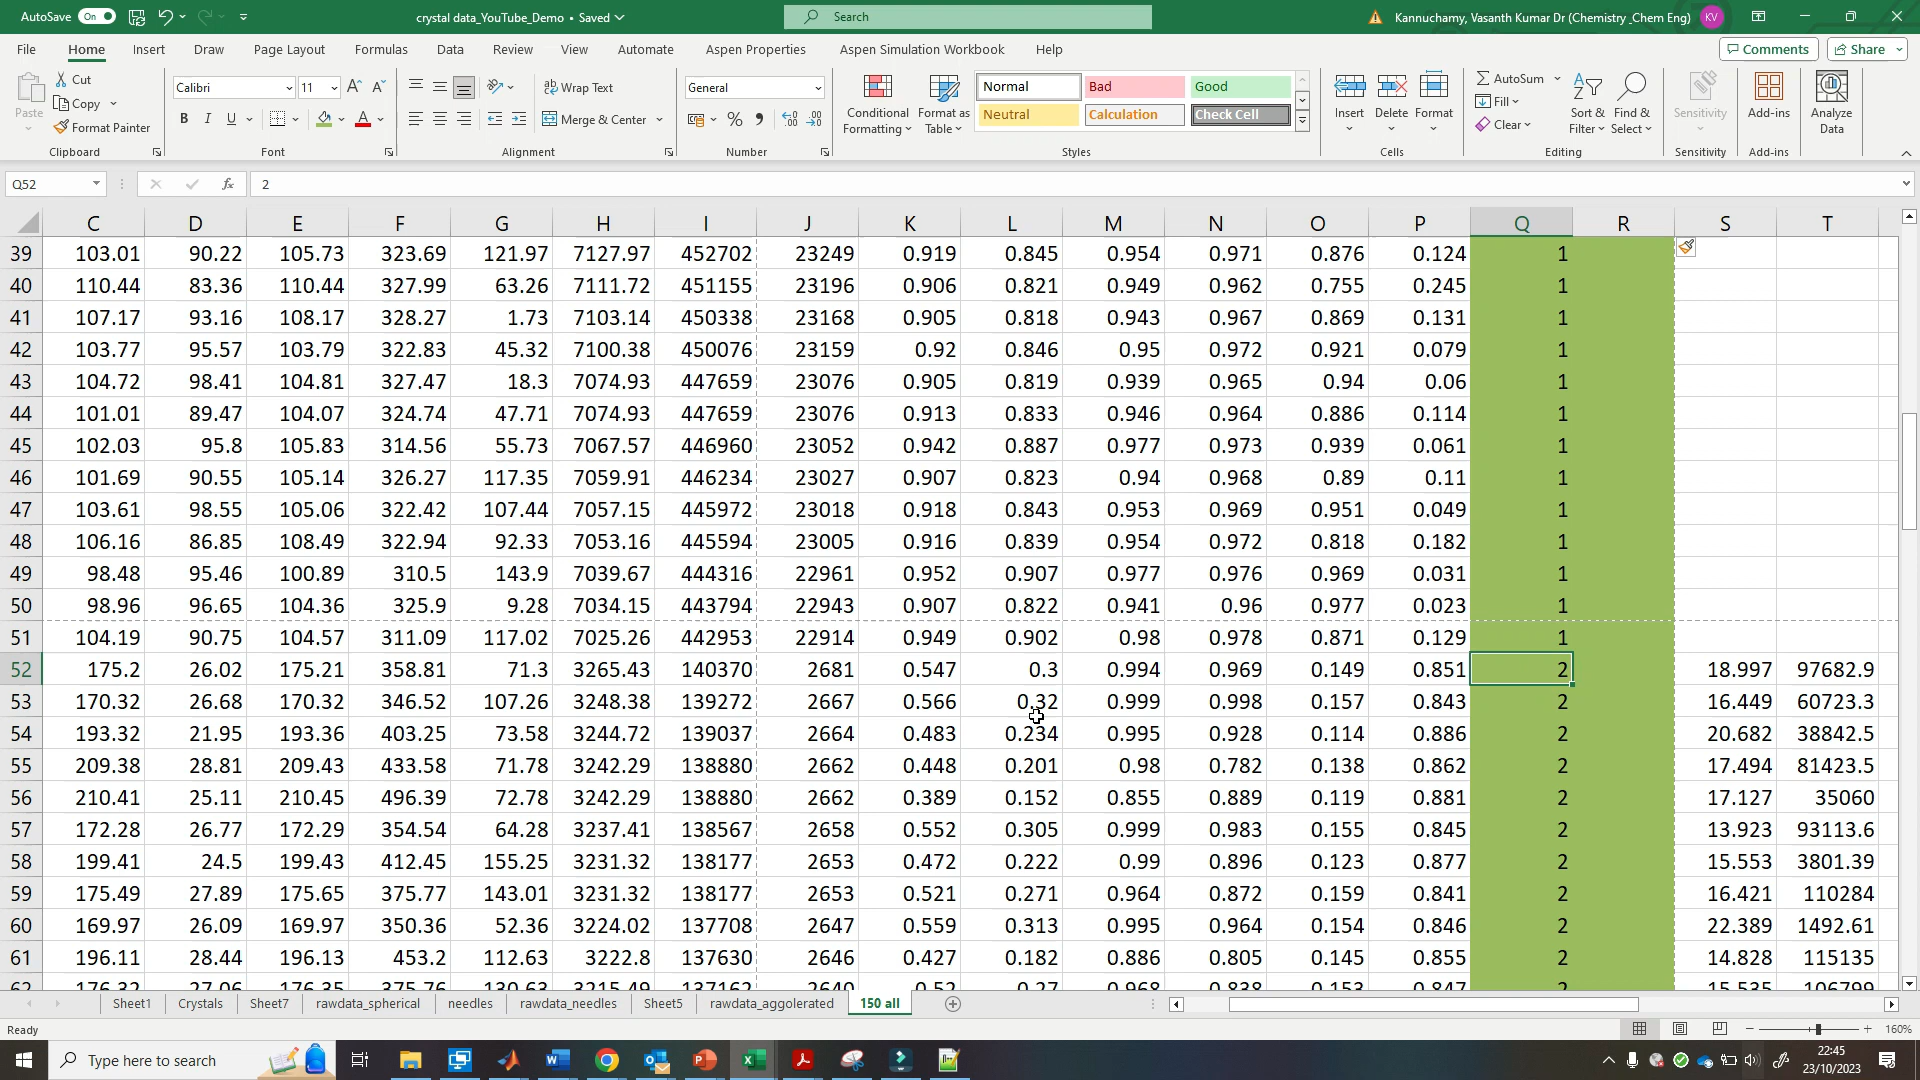 AutoSave On crystal data_YouTube_Demo • Saved Search Kannuchamy, Vasanth Kumar Dr (Chemistry _Chem Eng) KV
File Home Insert Draw Page Layout Formulas Data Review View Automate Aspen Properties Aspen Simulation Workbook Help Comments Share
Paste Cut Copy Format Painter Clipboard
Calibri 11 B I U Font
Wrap Text Merge & Center Alignment
General Number
Conditional Formatting Format as Table Normal Bad Good Neutral Calculation Check Cell Styles
Insert Delete Format Cells
AutoSum Fill Clear Sort & Filter Find & Select Editing
Sensitivity Sensitivity Add-ins Add-ins Analyze Data
Q52 fx 2
C D E F G H I J K L M N O P Q R S T
39 103.01 90.22 105.73 323.69 121.97 7127.97 452702 23249 0.919 0.845 0.954 0.971 0.876 0.124 1
40 110.44 83.36 110.44 327.99 63.26 7111.72 451155 23196 0.906 0.821 0.949 0.962 0.755 0.245 1
41 107.17 93.16 108.17 328.27 1.73 7103.14 450338 23168 0.905 0.818 0.943 0.967 0.869 0.131 1
42 103.77 95.57 103.79 322.83 45.32 7100.38 450076 23159 0.92 0.846 0.95 0.972 0.921 0.079 1
43 104.72 98.41 104.81 327.47 18.3 7074.93 447659 23076 0.905 0.819 0.939 0.965 0.94 0.06 1
44 101.01 89.47 104.07 324.74 47.71 7074.93 447659 23076 0.913 0.833 0.946 0.964 0.886 0.114 1
45 102.03 95.8 105.83 314.56 55.73 7067.57 446960 23052 0.942 0.887 0.977 0.973 0.939 0.061 1
46 101.69 90.55 105.14 326.27 117.35 7059.91 446234 23027 0.907 0.823 0.94 0.968 0.89 0.11 1
47 103.61 98.55 105.06 322.42 107.44 7057.15 445972 23018 0.918 0.843 0.953 0.969 0.951 0.049 1
48 106.16 86.85 108.49 322.94 92.33 7053.16 445594 23005 0.916 0.839 0.954 0.972 0.818 0.182 1
49 98.48 95.46 100.89 310.5 143.9 7039.67 444316 22961 0.952 0.907 0.977 0.976 0.969 0.031 1
50 98.96 96.65 104.36 325.9 9.28 7034.15 443794 22943 0.907 0.822 0.941 0.96 0.977 0.023 1
51 104.19 90.75 104.57 311.09 117.02 7025.26 442953 22914 0.949 0.902 0.98 0.978 0.871 0.129 1
52 175.2 26.02 175.21 358.81 71.3 3265.43 140370 2681 0.547 0.3 0.994 0.969 0.149 0.851 2 18.997 97682.9
53 170.32 26.68 170.32 346.52 107.26 3248.38 139272 2667 0.566 0.32 0.999 0.998 0.157 0.843 2 16.449 60723.3
54 193.32 21.95 193.36 403.25 73.58 3244.72 139037 2664 0.483 0.234 0.995 0.928 0.114 0.886 2 20.682 38842.5
55 209.38 28.81 209.43 433.58 71.78 3242.29 138880 2662 0.448 0.201 0.98 0.782 0.138 0.862 2 17.494 81423.5
56 210.41 25.11 210.45 496.39 72.78 3242.29 138880 2662 0.389 0.152 0.855 0.889 0.119 0.881 2 17.127 35060
57 172.28 26.77 172.29 354.54 64.28 3237.41 138567 2658 0.552 0.305 0.999 0.983 0.155 0.845 2 13.923 93113.6
58 199.41 24.5 199.43 412.45 155.25 3231.32 138177 2653 0.472 0.222 0.99 0.896 0.123 0.877 2 15.553 3801.39
59 175.49 27.89 175.65 375.77 143.01 3231.32 138177 2653 0.521 0.271 0.964 0.872 0.159 0.841 2 16.421 110284
60 169.97 26.09 169.97 350.36 52.36 3224.02 137708 2647 0.559 0.313 0.995 0.964 0.154 0.846 2 22.389 1492.61
61 196.11 28.44 196.13 453.2 112.63 3222.8 137630 2646 0.427 0.182 0.886 0.805 0.145 0.855 2 14.828 115135
Sheet1 Crystals Sheet7 rawdata_spherical needles rawdata_needles Sheet5 rawdata_aggolerated 150 all
Ready 160%
Type here to search 22:45
23/10/2023